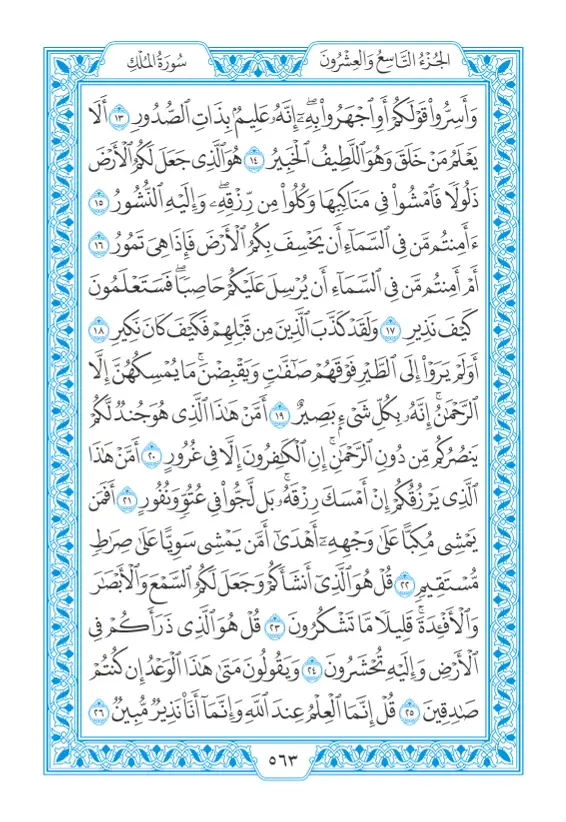 الجُزْءُ التَّاسِعُ وَالعِشْرُونَ
سُورَةُ المُلْكِ
وَأَسِرُّواْ قَوْلَكُمْ أَوِ ٱجْهَرُواْ بِهِۦٓۖ إِنَّهُۥ عَلِيمُۢ بِذَاتِ ٱلصُّدُورِ ١٣ أَلَا
يَعْلَمُ مَنْ خَلَقَ وَهُوَ ٱللَّطِيفُ ٱلْخَبِيرُ ١٤ هُوَ ٱلَّذِى جَعَلَ لَكُمُ ٱلْأَرْضَ
ذَلُولًا فَٱمْشُواْ فِى مَنَاكِبِهَا وَكُلُواْ مِن رِّزْقِهِۦۖ وَإِلَيْهِ ٱلنُّشُورُ ١٥
ءَأَمِنتُم مَّن فِى ٱلسَّمَآءِ أَن يَخْسِفَ بِكُمُ ٱلْأَرْضَ فَإِذَا هِىَ تَمُورُ ١٦
أَمْ أَمِنتُم مَّن فِى ٱلسَّمَآءِ أَن يُرْسِلَ عَلَيْكُمْ حَاصِبًاۖ فَسَتَعْلَمُونَ
كَيْفَ نَذِيرِ ١٧ وَلَقَدْ كَذَّبَ ٱلَّذِينَ مِن قَبْلِهِمْ فَكَيْفَ كَانَ نَكِيرِ ١٨
أَوَلَمْ يَرَوْاْ إِلَى ٱلطَّيْرِ فَوْقَهُمْ صَٰٓفَّٰتٍ وَيَقْبِضْنَۚ مَا يُمْسِكُهُنَّ إِلَّا
ٱلرَّحْمَٰنُۚ إِنَّهُۥ بِكُلِّ شَىْءِۭ بَصِيرٌ ١٩ أَمَّنْ هَٰذَا ٱلَّذِى هُوَ جُندٌ لَّكُمْ
يَنصُرُكُم مِّن دُونِ ٱلرَّحْمَٰنِۚ إِنِ ٱلْكَٰفِرُونَ إِلَّا فِى غُرُورٍ ٢٠ أَمَّنْ هَٰذَا
ٱلَّذِى يَرْزُقُكُمْ إِنْ أَمْسَكَ رِزْقَهُۥۚ بَل لَّجُّواْ فِى عُتُوٍّ وَنُفُورٍ ٢١ أَفَمَن
يَمْشِى مُكِبًّا عَلَىٰ وَجْهِهِۦٓ أَهْدَىٰٓ أَمَّن يَمْشِى سَوِيًّا عَلَىٰ صِرَٰطٍ
مُّسْتَقِيمٍ ٢٢ قُلْ هُوَ ٱلَّذِىٓ أَنشَأَكُمْ وَجَعَلَ لَكُمُ ٱلسَّمْعَ وَٱلْأَبْصَٰرَ
وَٱلْأَفْـِٔدَةَۖ قَلِيلًا مَّا تَشْكُرُونَ ٢٣ قُلْ هُوَ ٱلَّذِى ذَرَأَكُمْ فِى
ٱلْأَرْضِ وَإِلَيْهِ تُحْشَرُونَ ٢٤ وَيَقُولُونَ مَتَىٰ هَٰذَا ٱلْوَعْدُ إِن كُنتُمْ
صَٰدِقِينَ ٢٥ قُلْ إِنَّمَا ٱلْعِلْمُ عِندَ ٱللَّهِ وَإِنَّمَآ أَنَا۠ نَذِيرٌ مُّبِينٌ ٢٦
٥٦٣